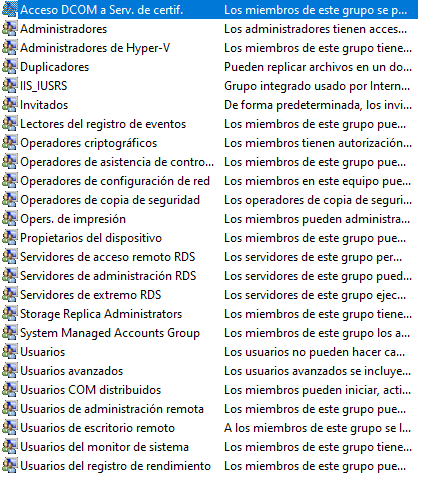 Acceso DCOM a Serv. de certif. Los miembros de este grupo se p...
Administradores Los administradores tienen acces...
Administradores de Hyper-V Los miembros de este grupo tiene...
Duplicadores Pueden replicar archivos en un do...
IIS_IUSRS Grupo integrado usado por Intern...
Invitados De forma predeterminada, los invi...
Lectores del registro de eventos Los miembros de este grupo pue...
Operadores criptográficos Los miembros tienen autorización...
Operadores de asistencia de contro... Los miembros de este grupo pue...
Operadores de configuración de red Los miembros en este equipo pue...
Operadores de copia de seguridad Los operadores de copia de seguri...
Opers. de impresión Los miembros pueden administra...
Propietarios del dispositivo Los miembros de este grupo pue...
Servidores de acceso remoto RDS Los servidores de este grupo per...
Servidores de administración RDS Los servidores de este grupo pued...
Servidores de extremo RDS Los servidores de este grupo ejec...
Storage Replica Administrators Los miembros de este grupo tiene...
System Managed Accounts Group Los miembros de este grupo los a...
Usuarios Los usuarios no pueden hacer ca...
Usuarios avanzados Los usuarios avanzados se incluye...
Usuarios COM distribuidos Los miembros pueden iniciar, acti...
Usuarios de administración remota Los miembros de este grupo pue...
Usuarios de escritorio remoto A los miembros de este grupo se l...
Usuarios del monitor de sistema Los miembros de este grupo tiene...
Usuarios del registro de rendimiento Los miembros de este grupo pue...